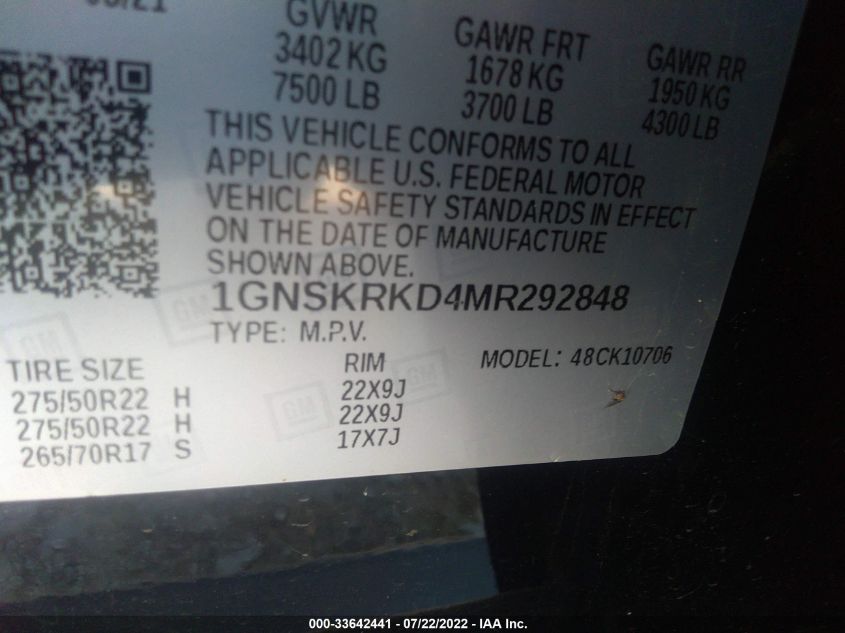 GVWR
3402 KG
7500 LB
GAWR FRT
1678 KG
3700 LB
GAWR RR
1950 KG
4300 LB
THIS VEHICLE CONFORMS TO ALL
APPLICABLE U.S. FEDERAL MOTOR
VEHICLE SAFETY STANDARDS IN EFFECT
ON THE DATE OF MANUFACTURE
SHOWN ABOVE.
1GNSKRKD4MR292848
TYPE: M.P.V.
MODEL: 48CK10706
TIRE SIZE RIM
275/50R22 H 22X9J
275/50R22 H 22X9J
265/70R17 S 17X7J
GM
GM
GM
000-33642441 - 07/22/2022 - IAA Inc.